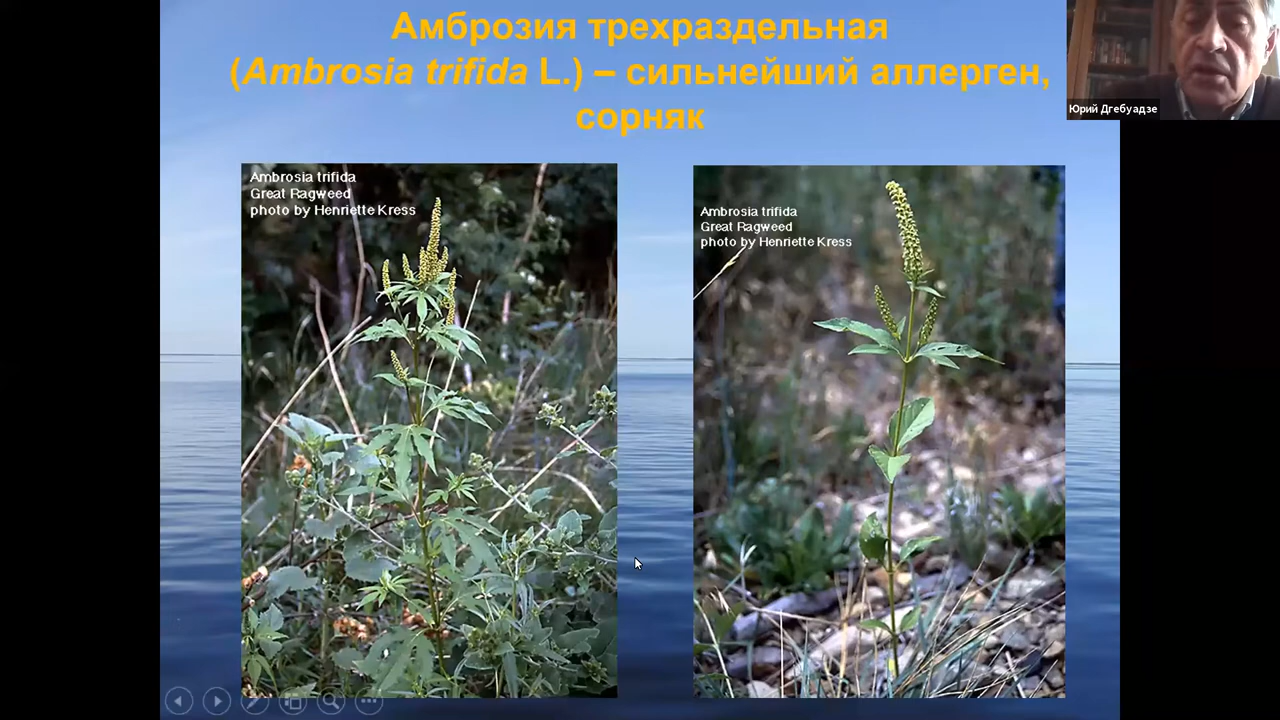 Амброзия трехраздельная
(Ambrosia trifida L.) – сильнейший аллерген,
сорняк
Юрий Дгебуадзе
Ambrosia trifida
Great Ragweed
photo by Henriette Kress
Ambrosia trifida
Great Ragweed
photo by Henriette Kress